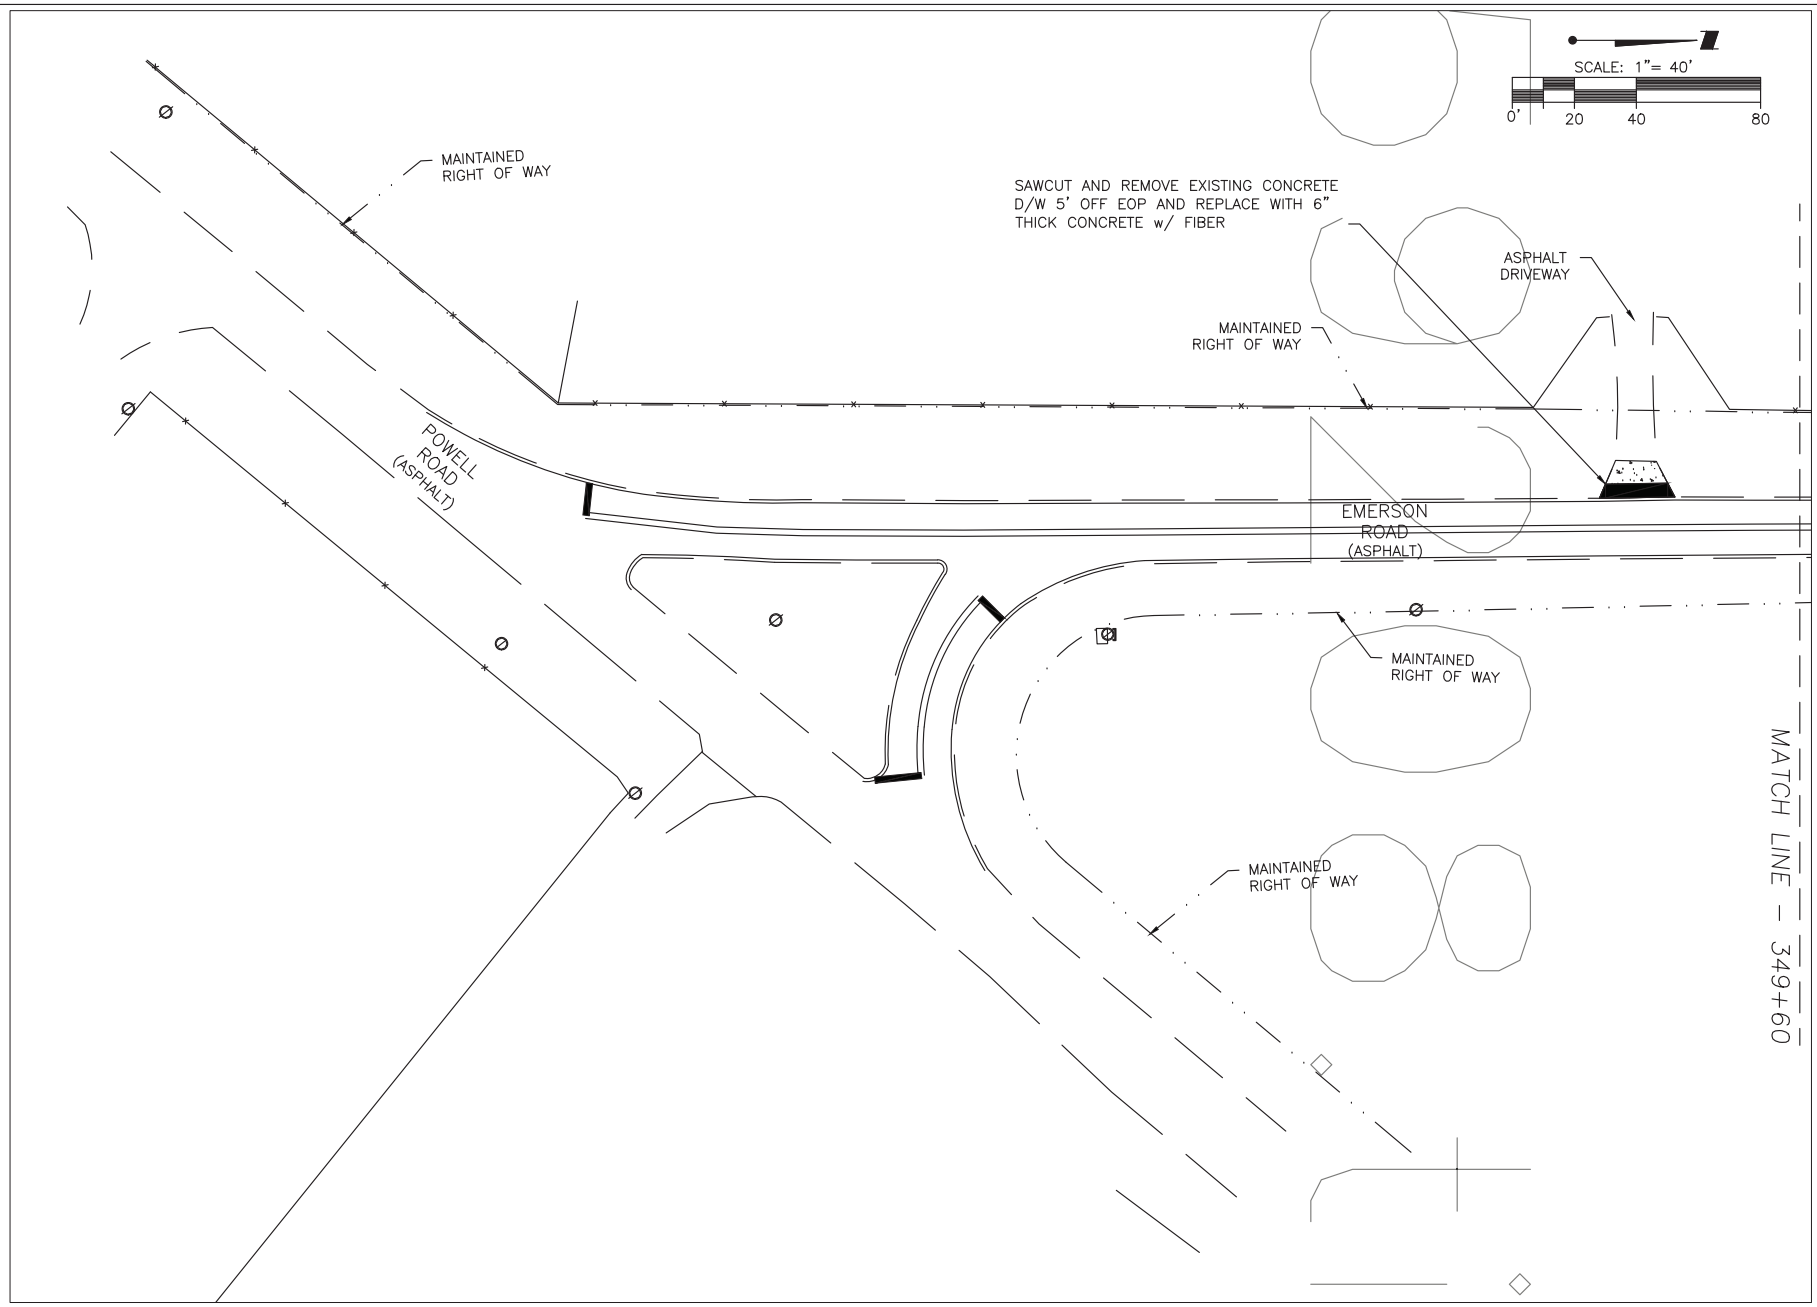 SCALE: 1"= 40'
0'
20
40
80
MAINTAINED
RIGHT OF WAY
SAWCUT AND REMOVE EXISTING CONCRETE
D/W 5' OFF EOP AND REPLACE WITH 6"
THICK CONCRETE w/ FIBER
ASPHALT
DRIVEWAY
MAINTAINED
RIGHT OF WAY
POWELL
ROAD
(ASPHALT)
EMERSON
ROAD
(ASPHALT)
MAINTAINED
RIGHT OF WAY
MAINTAINED
RIGHT OF WAY
MATCH LINE - 349+60